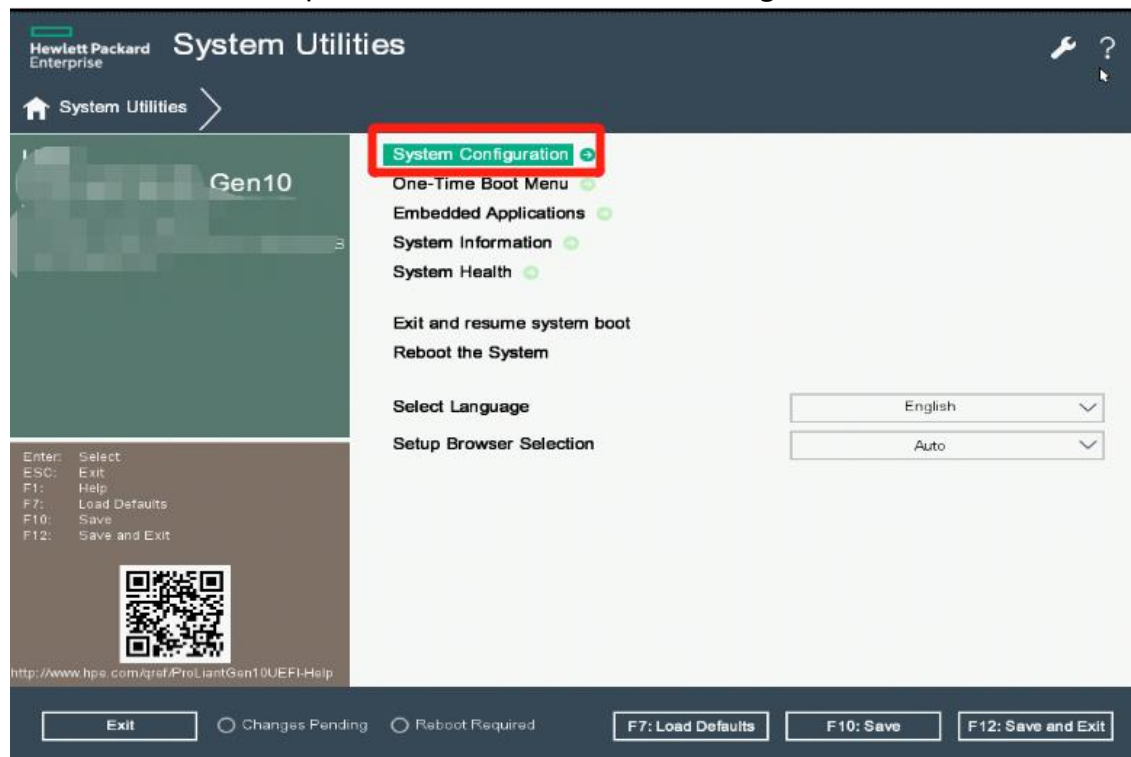 Hewlett Packard
Enterprise
System Utilities
System Utilities
Gen10
3
System Configuration
One-Time Boot Menu
Embedded Applications
System Information
System Health
Exit and resume system boot
Reboot the System
Select Language English
Setup Browser Selection Auto
Enter: Select
ESC: Exit
F1: Help
F7: Load Defaults
F10: Save
F12: Save and Exit
http://www.hpe.com/qref/ProLiantGen10UEFI-Help
Exit Changes Pending Reboot Required F7: Load Defaults F10: Save F12: Save and Exit